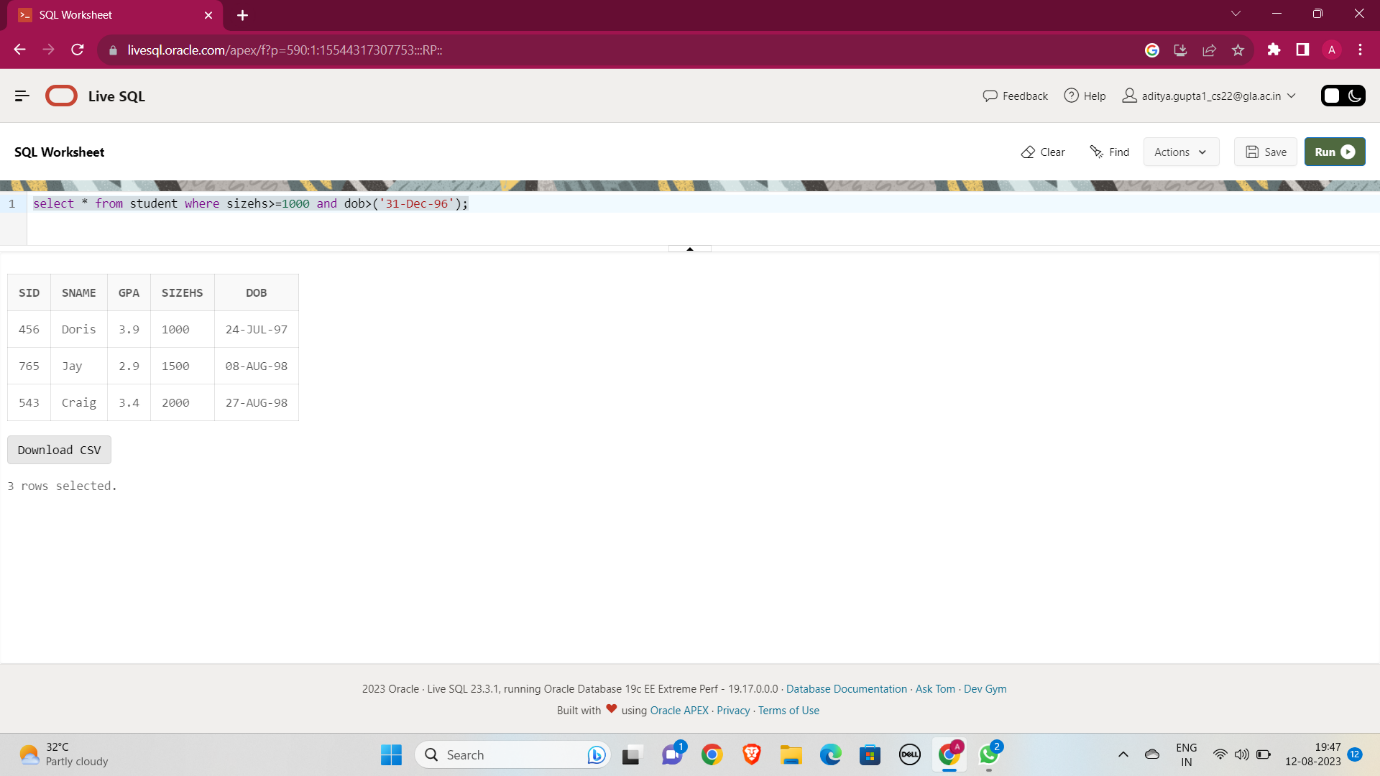 SQL Worksheet
livesql.oracle.com/apex/f?p=590:1:15544317307753:::RP::
G
A
Live SQL
Feedback
Help
aditya.gupta1_cs22@gla.ac.in
SQL Worksheet
Clear
Find
Actions
Save
Run
1 select * from student where sizehs>=1000 and dob>('31-Dec-96');
SID SNAME GPA SIZEHS DOB
456 Doris 3.9 1000 24-JUL-97
765 Jay 2.9 1500 08-AUG-98
543 Craig 3.4 2000 27-AUG-98
Download CSV
3 rows selected.
2023 Oracle · Live SQL 23.3.1, running Oracle Database 19c EE Extreme Perf - 19.17.0.0.0 · Database Documentation · Ask Tom · Dev Gym
Built with ❤ using Oracle APEX · Privacy · Terms of Use
32°C
Partly cloudy
Search
1
DELL
A
2
ENG
IN
19:47
12-08-2023
12